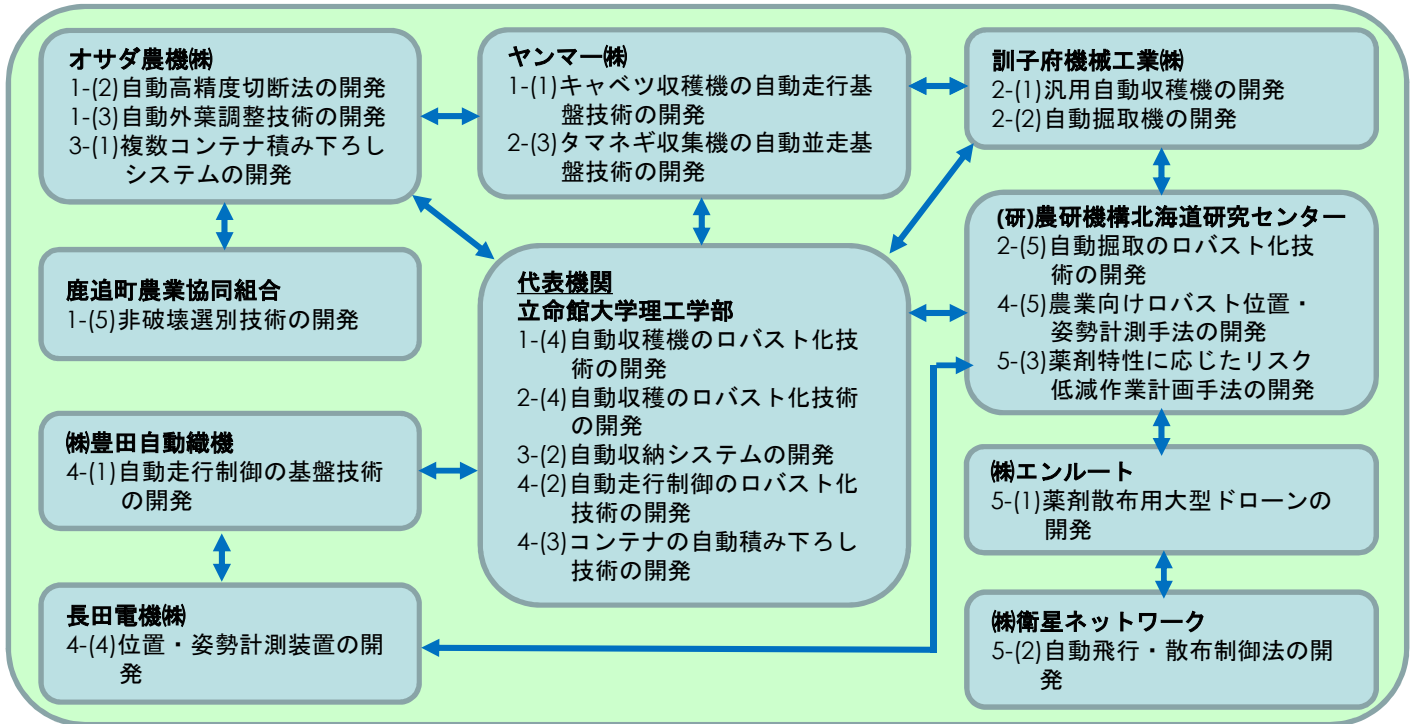 オサダ農機㈱
1-(2)自動高精度切断法の開発
1-(3)自動外葉調整技術の開発
3-(1)複数コンテナ積み下ろし
システムの開発
ヤンマー㈱
1-(1)キャベツ収穫機の自動走行基
盤技術の開発
2-(3)タマネギ収集機の自動並走基
盤技術の開発
訓子府機械工業㈱
2-(1)汎用自動収穫機の開発
2-(2)自動掘取機の開発
鹿追町農業協同組合
1-(5)非破壊選別技術の開発
代表機関
立命館大学理工学部
1-(4)自動収穫機のロバスト化技
術の開発
2-(4)自動収穫のロバスト化技術
の開発
3-(2)自動収納システムの開発
4-(2)自動走行制御のロバスト化
技術の開発
4-(3)コンテナの自動積み下ろし
技術の開発
(研)農研機構北海道研究センター
2-(5)自動掘取のロバスト化技
術の開発
4-(5)農業向けロバスト位置・
姿勢計測手法の開発
5-(3)薬剤特性に応じたリスク
低減作業計画手法の開発
㈱豊田自動織機
4-(1)自動走行制御の基盤技術
の開発
㈱エンルート
5-(1)薬剤散布用大型ドローンの
開発
長田電機㈱
4-(4)位置・姿勢計測装置の開
発
㈱衛星ネットワーク
5-(2)自動飛行・散布制御法の開
発